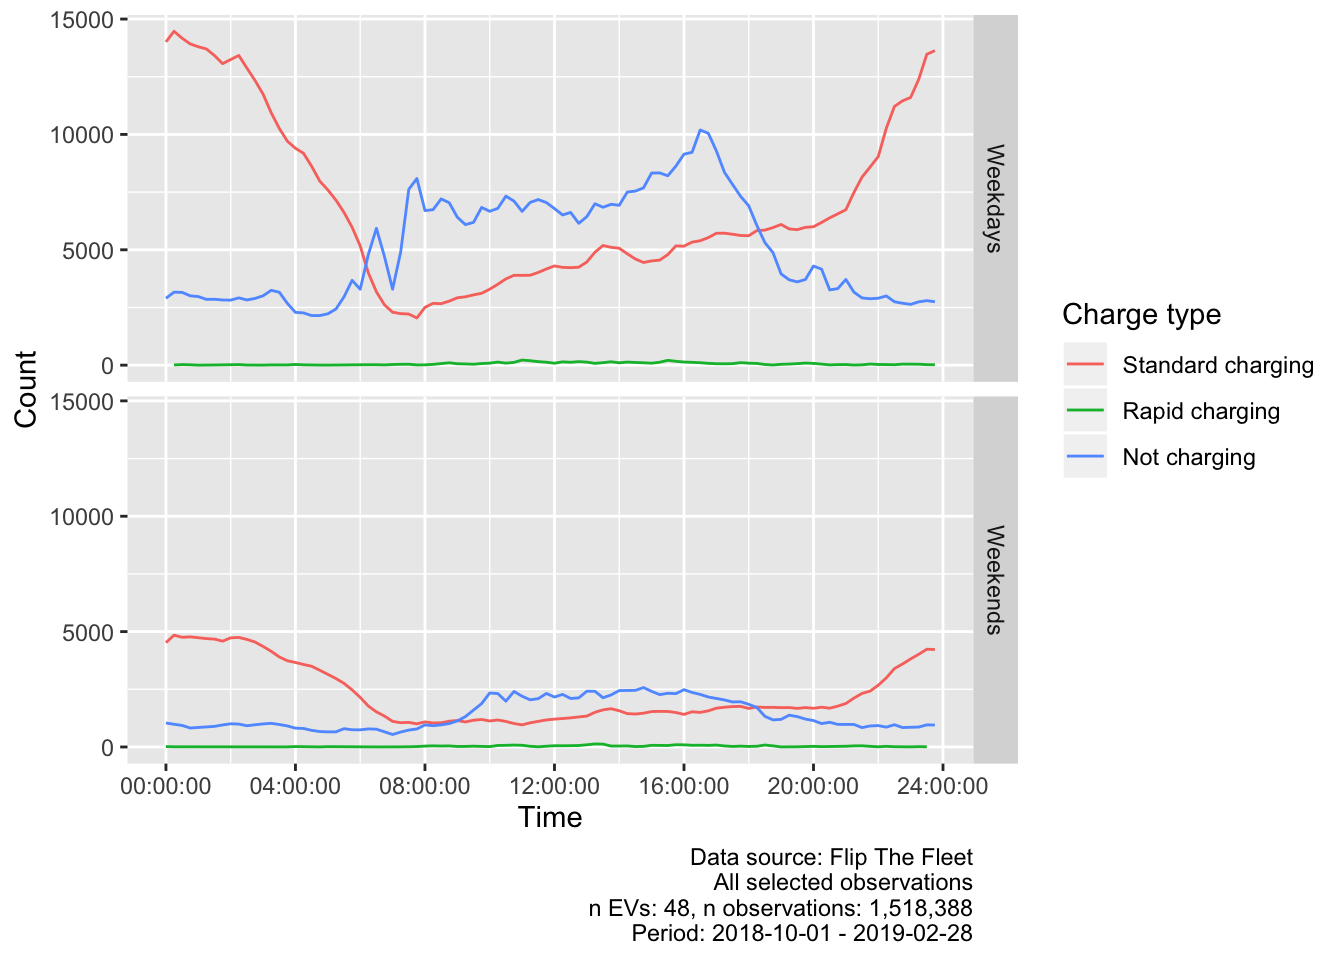 15000
10000
5000
0
Weekdays
15000
10000
5000
0
Weekends
Count
00:00:00 04:00:00 08:00:00 12:00:00 16:00:00 20:00:00 24:00:00
Time
Charge type
Standard charging
Rapid charging
Not charging
Data source: Flip The Fleet
All selected observations
n EVs: 48, n observations: 1,518,388
Period: 2018-10-01 - 2019-02-28